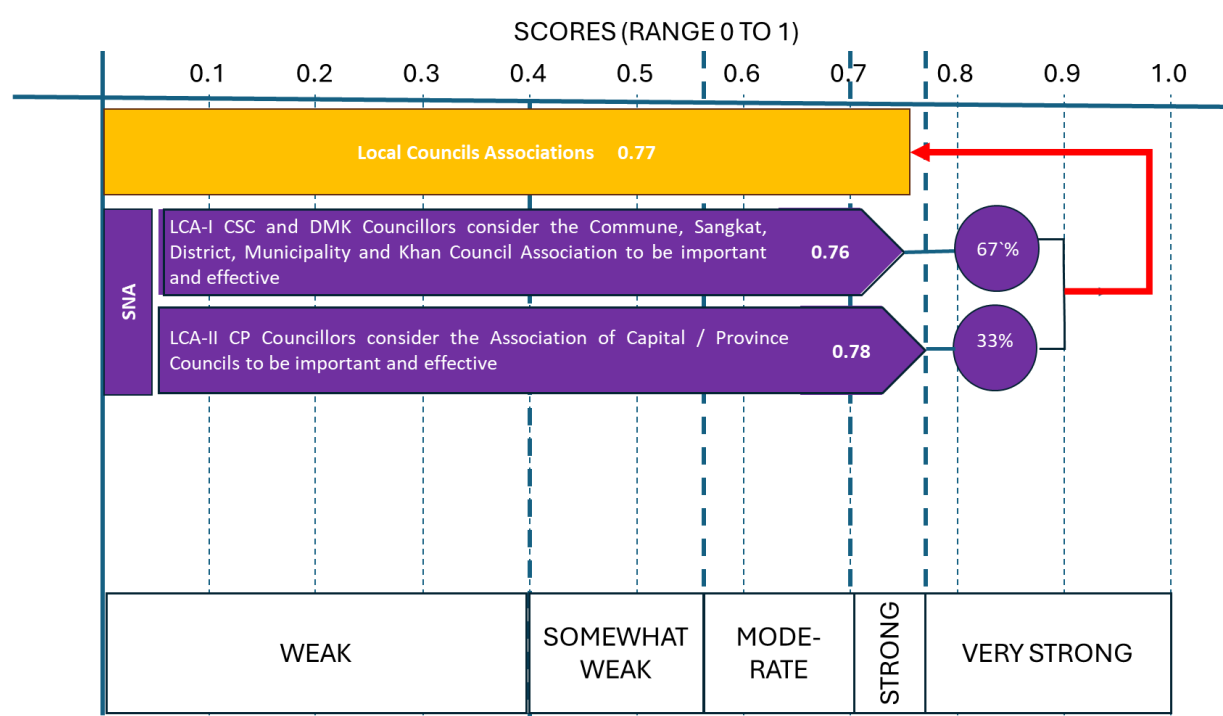 SCORES (RANGE 0 TO 1)
0.1 0.2 0.3 0.4 0.5 0.6 0.7 0.8 0.9 1.0
Local Councils Associations 0.77
SNA
LCA-I CSC and DMK Councillors consider the Commune, Sangkat,
District, Municipality and Khan Council Association to be important
and effective
0.76
67`%
LCA-II CP Councillors consider the Association of Capital / Province
Councils to be important and effective
0.78
33%
WEAK
SOMEWHAT
WEAK
MODE-
RATE
STRONG
VERY STRONG